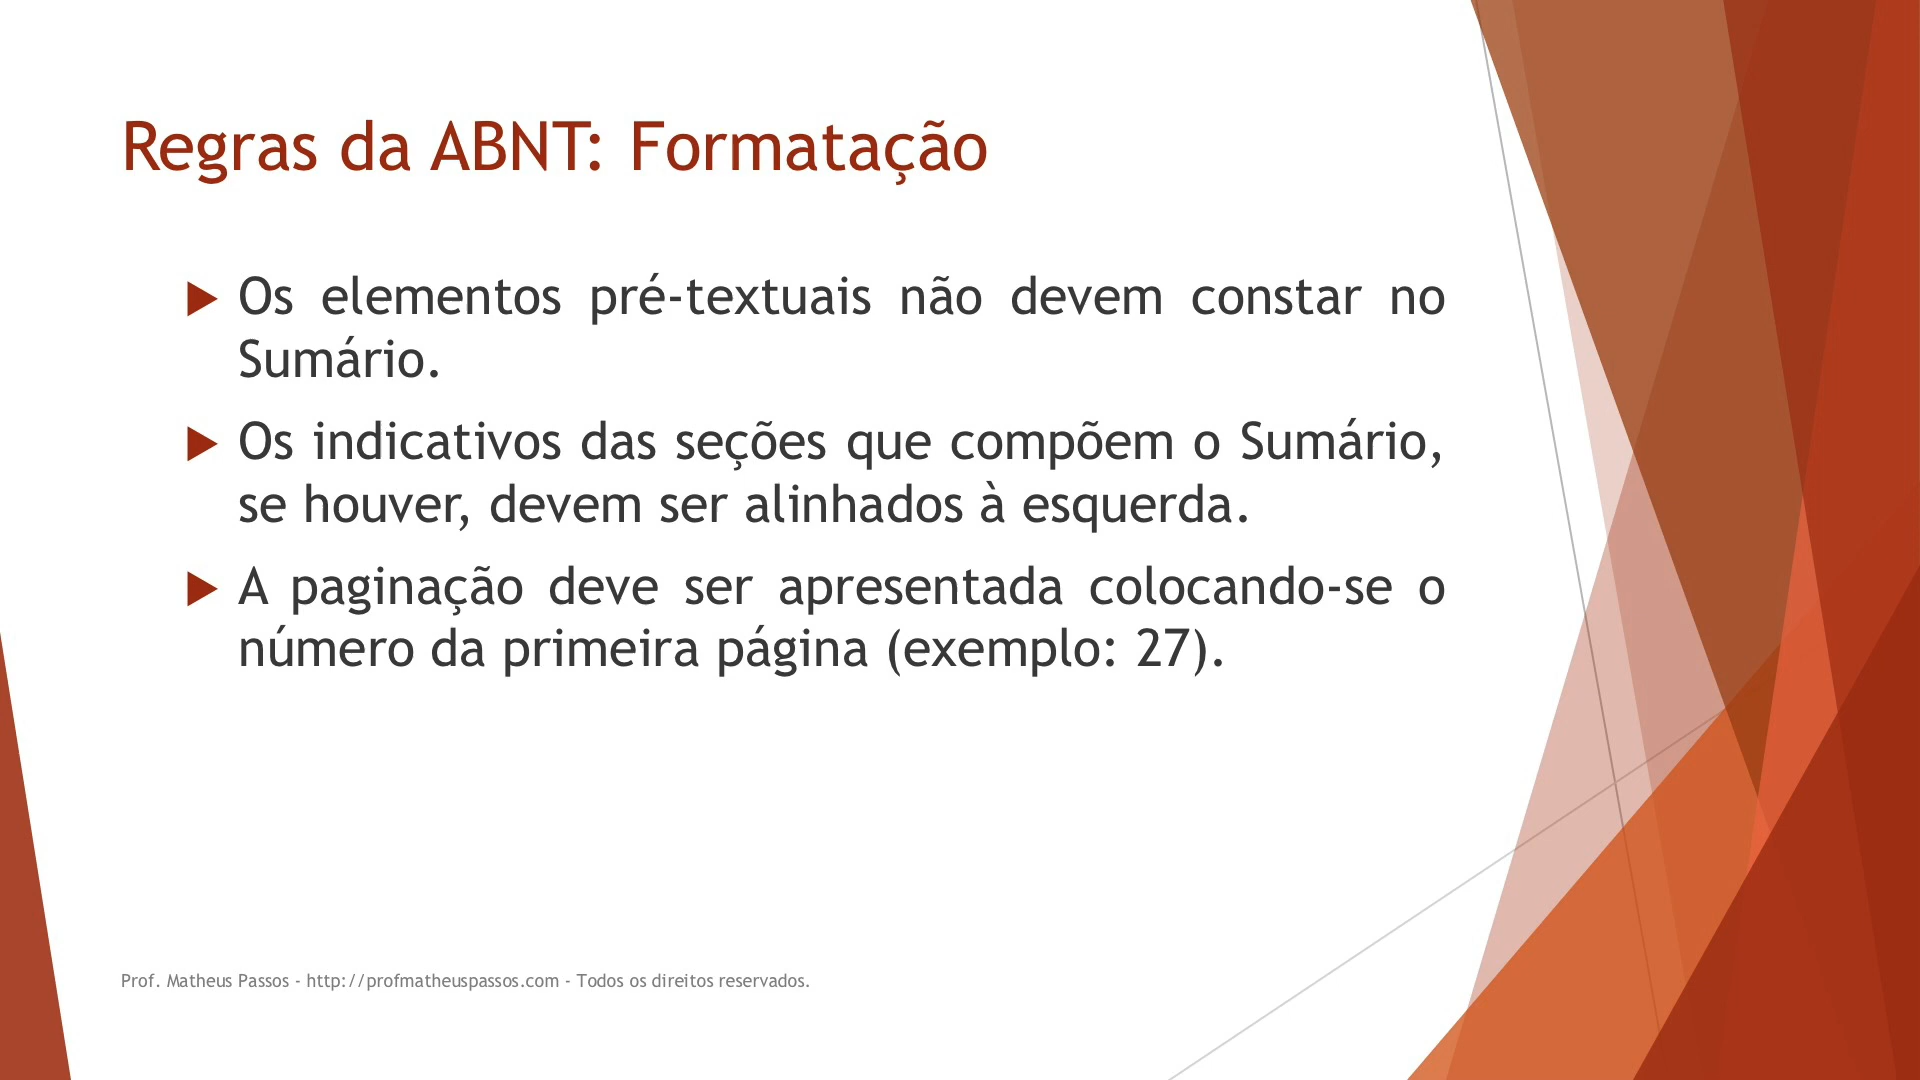 Regras da ABNT: Formatação
Os elementos pré-textuais não devem constar no
Sumário.
Os indicativos das seções que compõem o Sumário,
se houver, devem ser alinhados à esquerda.
A paginação deve ser apresentada colocando-se o
número da primeira página (exemplo: 27).
Prof. Matheus Passos - http://profmatheuspassos.com - Todos os direitos reservados.